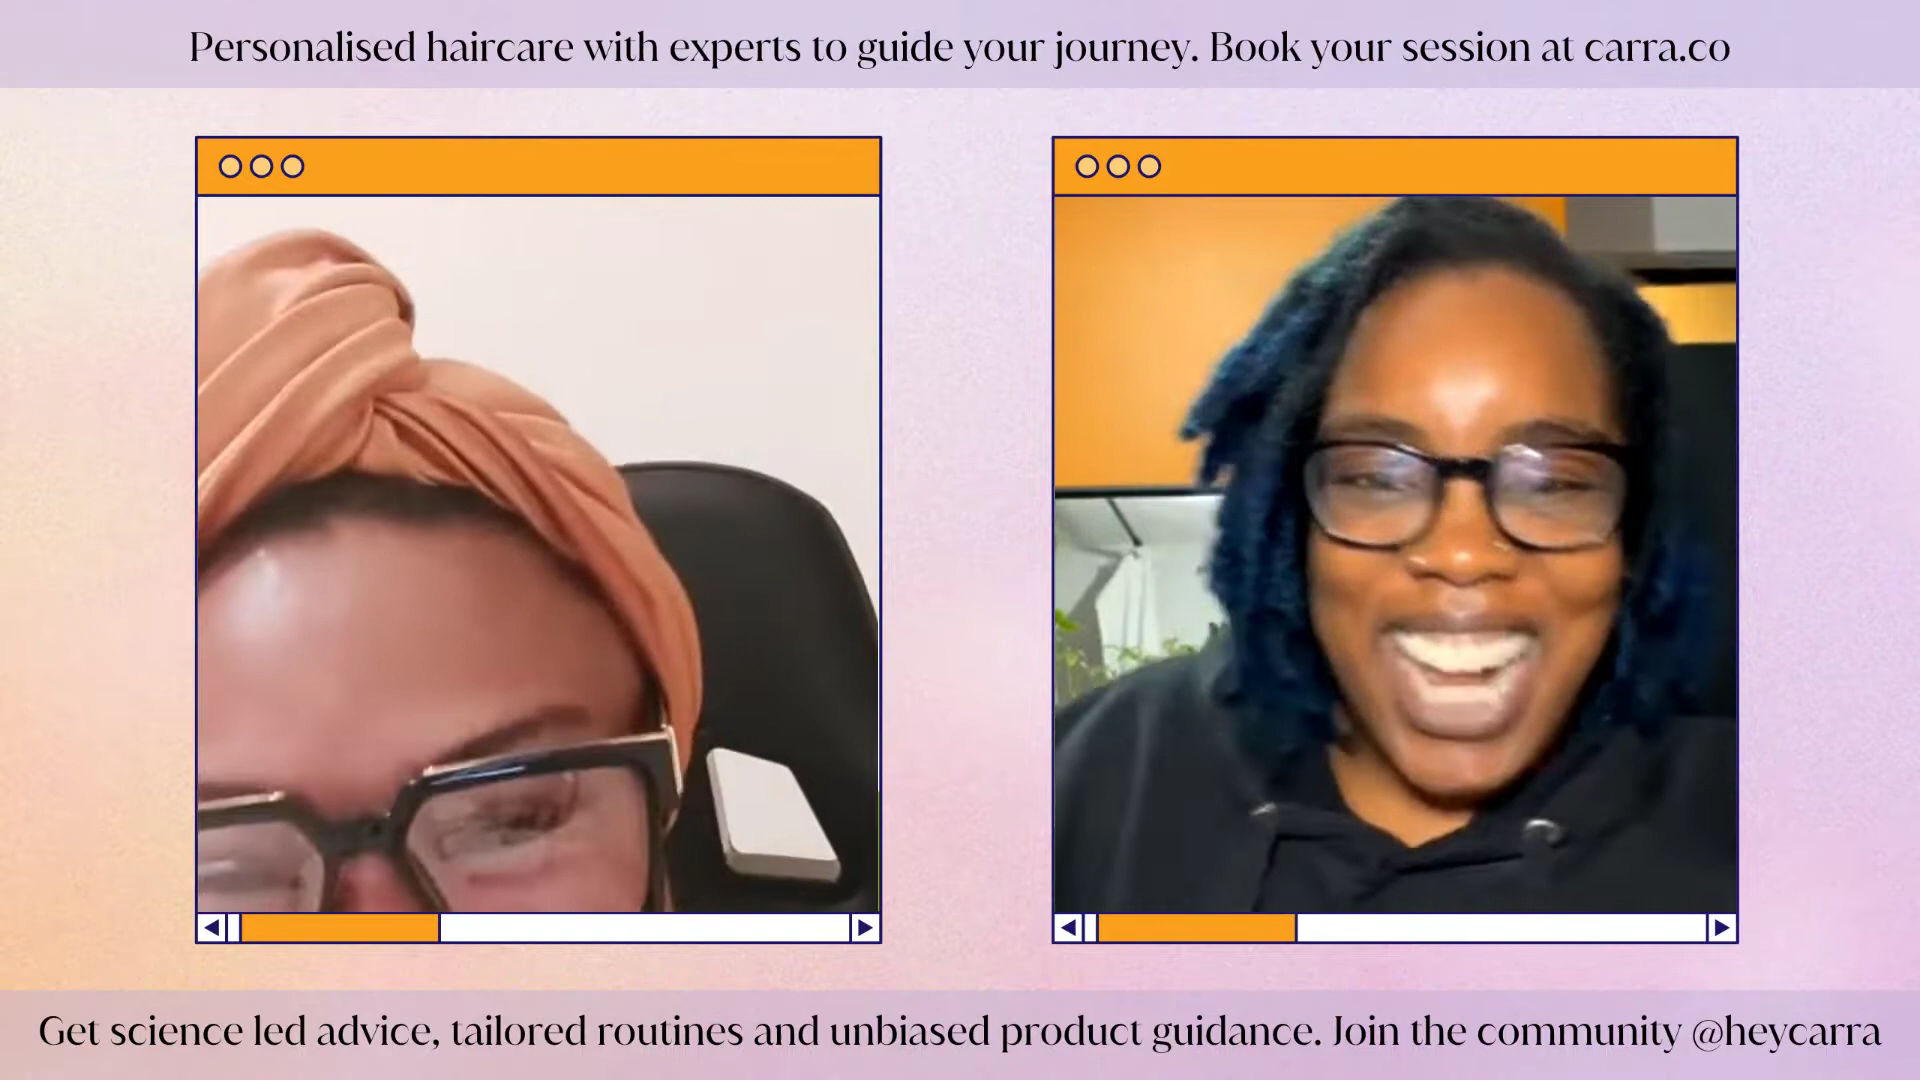 Personalised haircare with experts to guide your journey. Book your session at carra.co
Get science led advice, tailored routines and unbiased product guidance. Join the community @heycarra